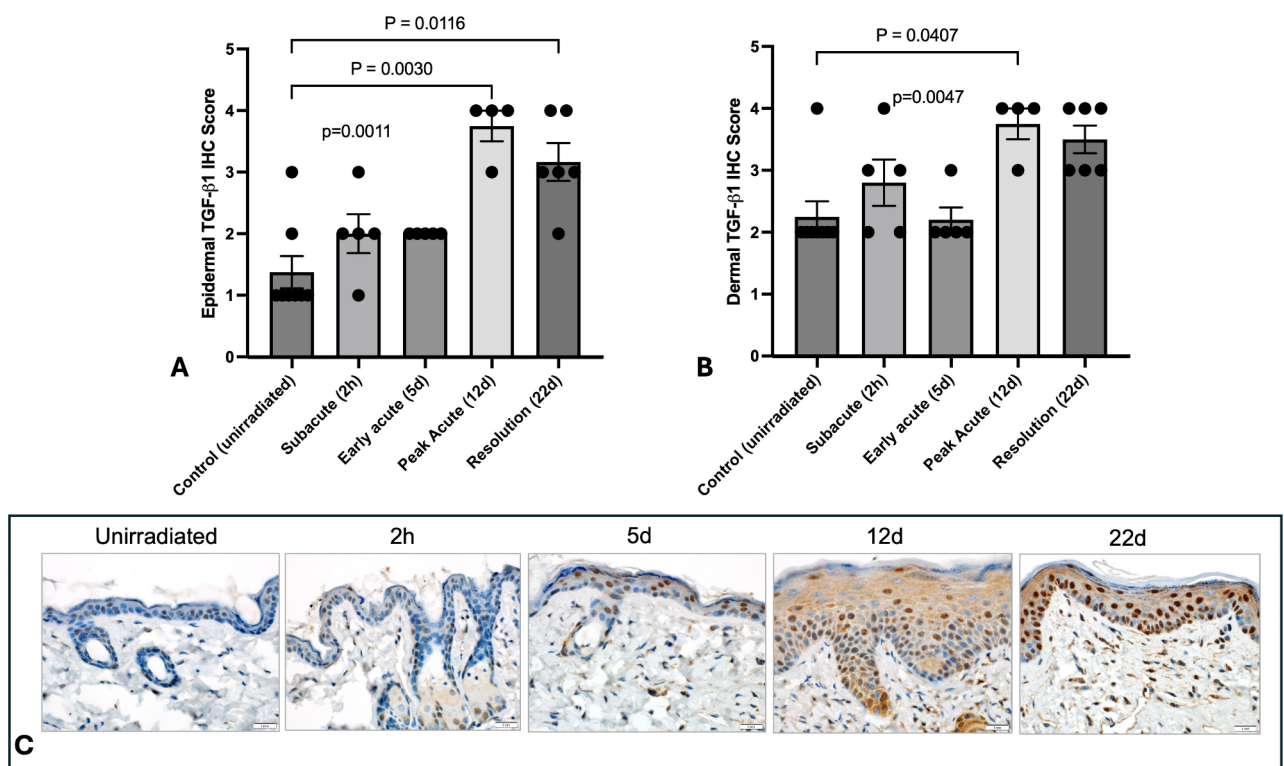 P = 0.0116
P = 0.0030
p=0.0011
5
4
3
2
1
0
Epidermal TGF-β1 IHC Score
Control (unirradiated)
Subacute (2h)
Early acute (5d)
Peak Acute (12d)
Resolution (22d)
A
P = 0.0407
p=0.0047
5
4
3
2
1
0
Dermal TGF-β1 IHC Score
Control (unirradiated)
Subacute (2h)
Early acute (5d)
Peak Acute (12d)
Resolution (22d)
B
Unirradiated 2h 5d 12d 22d
C